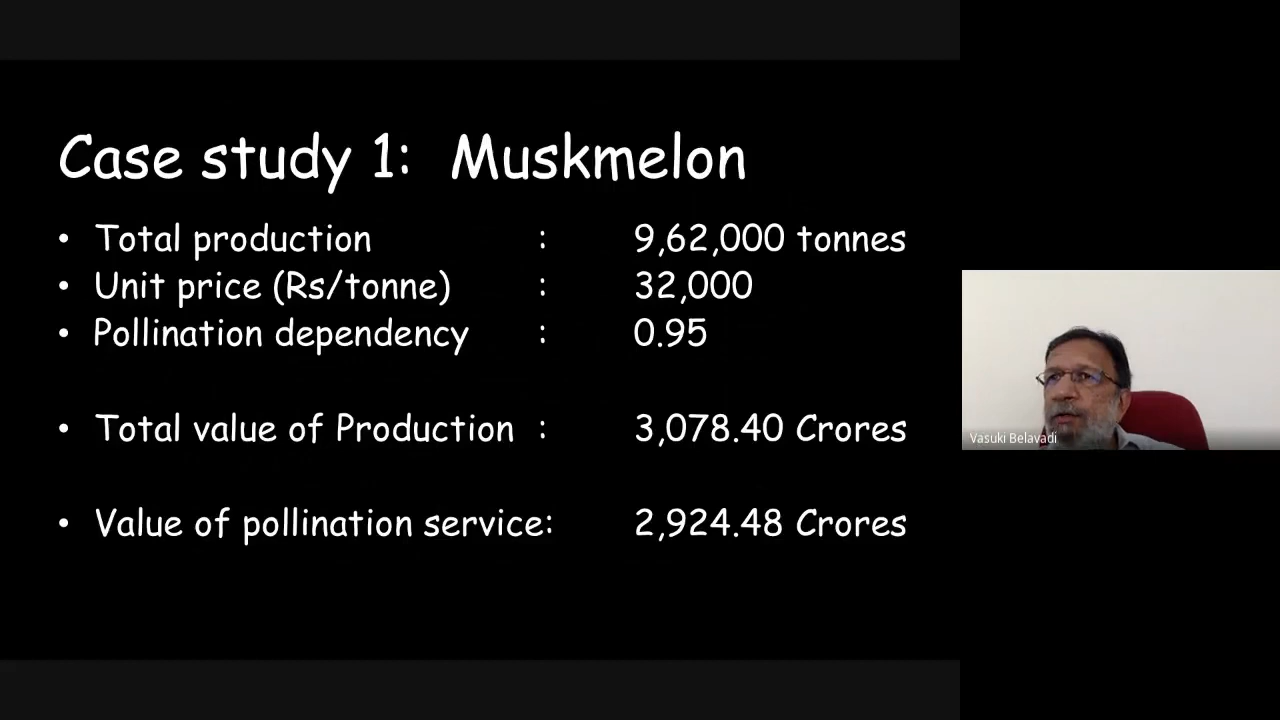 Case study 1: Muskmelon
• Total production : 9,62,000 tonnes
• Unit price (Rs/tonne) : 32,000
• Pollination dependency : 0.95
• Total value of Production : 3,078.40 Crores
• Value of pollination service: 2,924.48 Crores
Vasuki Belavadi